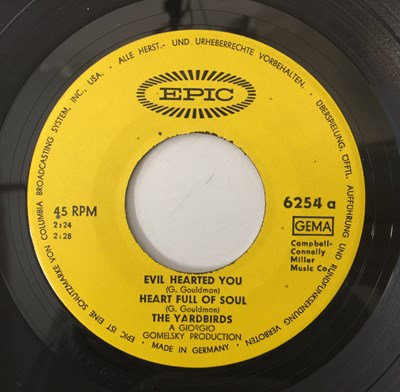 EPIC IST EINE SCHUTZMARKE VON COLUMBIA BROADCASTING SYSTEM, INC., USA. · ALLE HERST.- UND URHEBERRECHTE VORBEHALTEN. · ÜBERSPIELUNG, ÖFFTL. AUFFÜHRUNG UND RUNDFUNKSENDUNG VERBOTEN
EPIC
45 RPM
2:24
2:28
6254 a
GEMA
Campbell-
Connelly
Miller
Music Co.
EVIL HEARTED YOU
(G. Gouldman)
HEART FULL OF SOUL
(G. Gouldman)
THE YARDBIRDS
A GIORGIO
GOMELSKY PRODUCTION
· MADE IN GERMANY ·